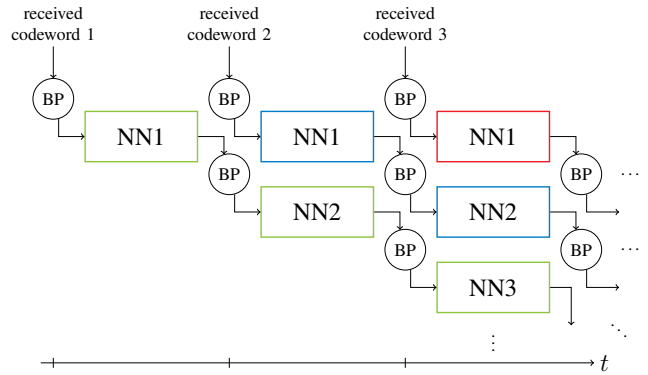 received
codeword 1
received
codeword 2
received
codeword 3
BP
BP
BP
NN1
NN1
NN1
BP
BP
BP
...
NN2
NN2
BP
BP
...
NN3
t